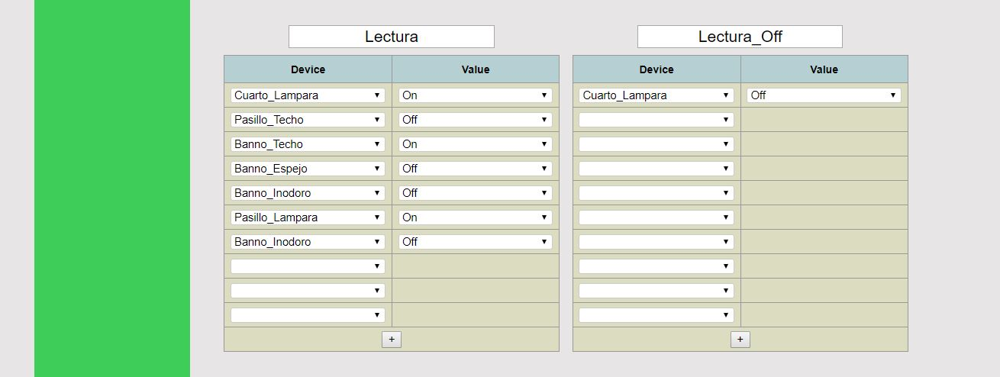 Lectura
Device Value
Cuarto_Lampara On
Pasillo_Techo Off
Banno_Techo On
Banno_Espejo Off
Banno_Inodoro Off
Pasillo_Lampara On
Banno_Inodoro Off
+
Lectura_Off
Device Value
Cuarto_Lampara Off
+